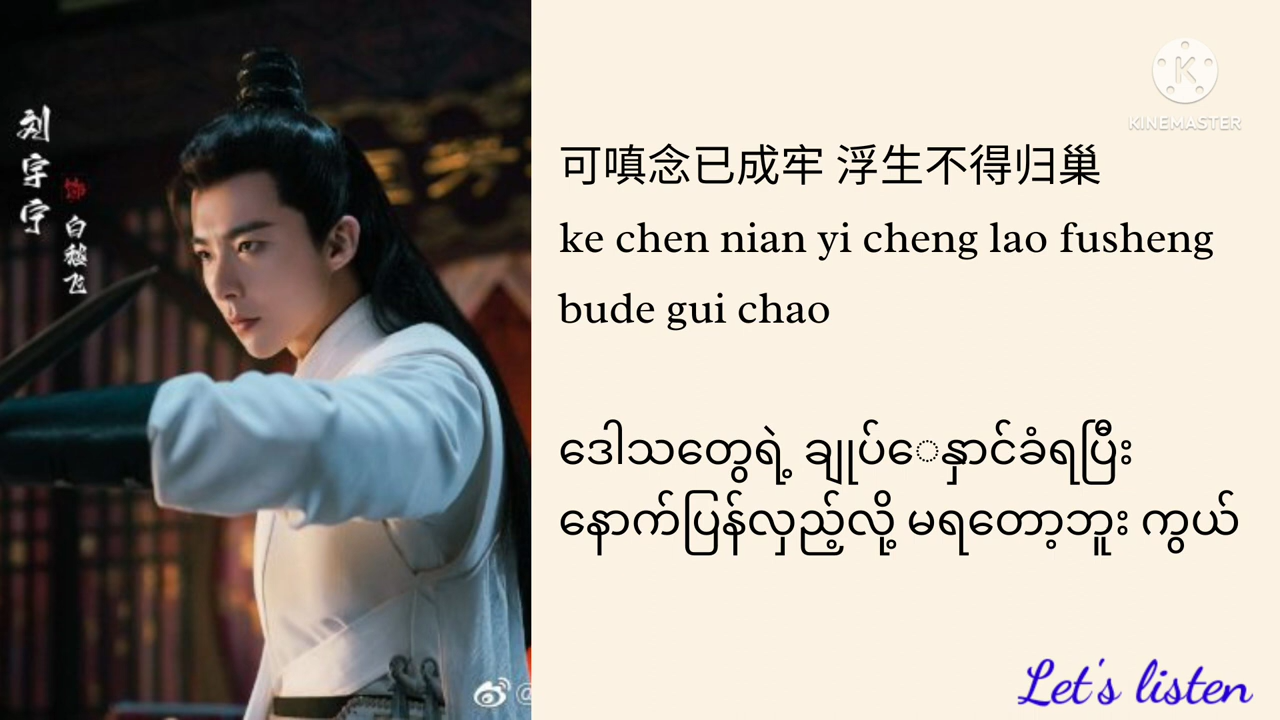 刘宇宁
饰
白越飞
KINEMASTER
可嗔念已成牢 浮生不得归巢
ke chen nian yi cheng lao fusheng
bude gui chao
ဒေါသတွေရဲ့ ချုပ်‌ေနှာင်ခံရပြီး
နောက်ပြန်လှည့်လို့ မရတော့ဘူး ကွယ်
Let's listen